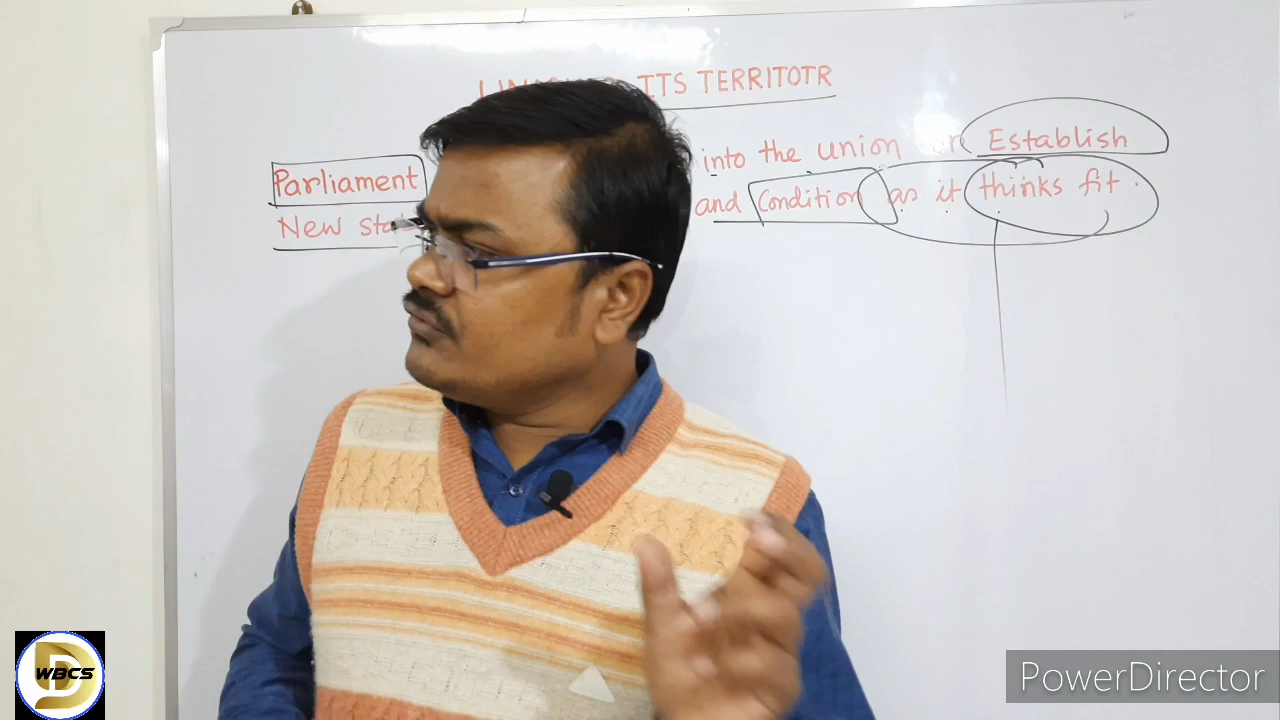 ITS TERRITOTR
Parliament into the union Establish
New and Condition as it thinks fit.
WBCS
PowerDirector